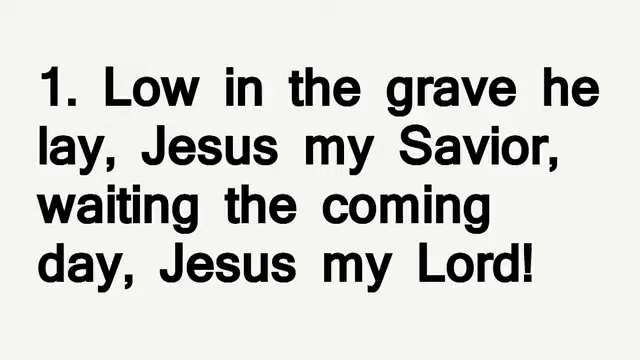 1. Low in the grave he
lay, Jesus my Savior,
waiting the coming
day, Jesus my Lord!